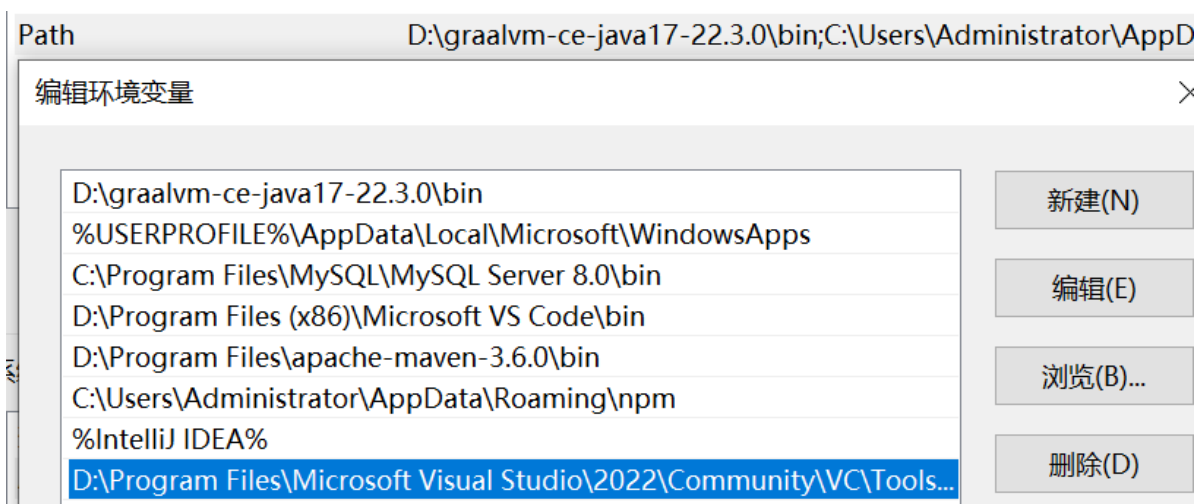 Path D:\graalvm-ce-java17-22.3.0\bin;C:\Users\Administrator\AppD
编辑环境变量
D:\graalvm-ce-java17-22.3.0\bin
新建(N)
%USERPROFILE%\AppData\Local\Microsoft\WindowsApps
C:\Program Files\MySQL\MySQL Server 8.0\bin
编辑(E)
D:\Program Files (x86)\Microsoft VS Code\bin
D:\Program Files\apache-maven-3.6.0\bin
浏览(B)...
C:\Users\Administrator\AppData\Roaming\npm
%IntelliJ IDEA%
删除(D)
D:\Program Files\Microsoft Visual Studio\2022\Community\VC\Tools...